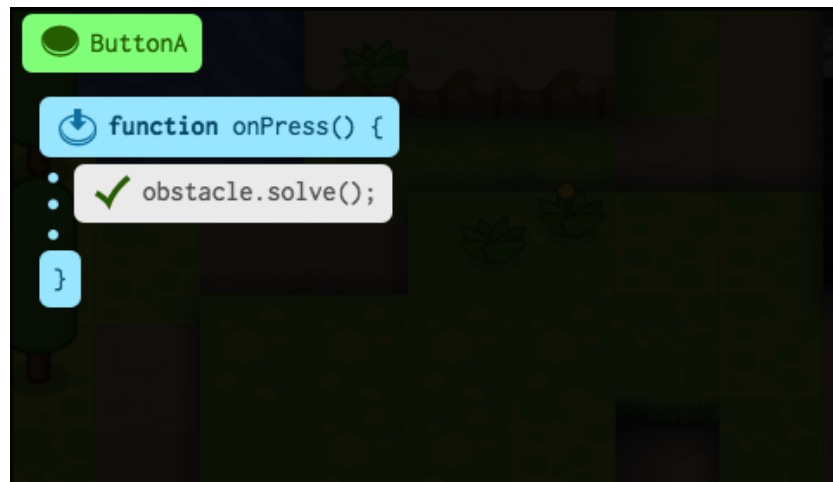 ButtonA
function onPress() {
obstacle.solve();
}